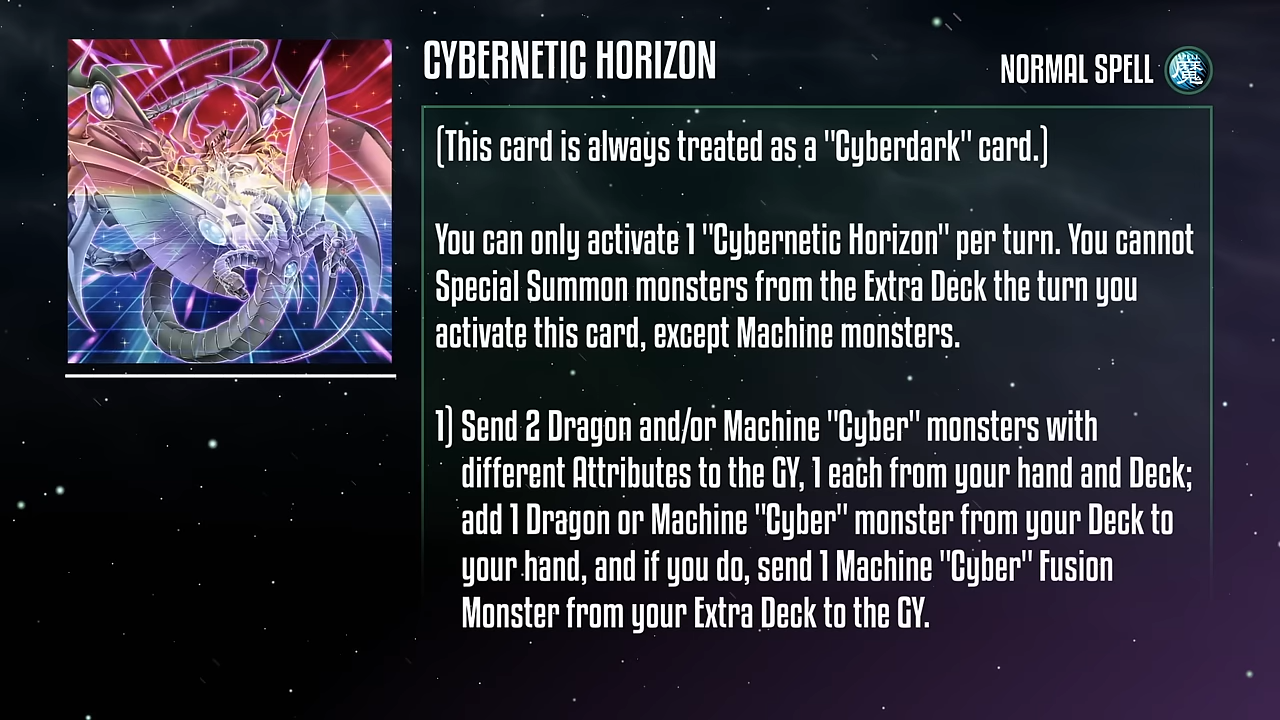 CYBERNETIC HORIZON
NORMAL SPELL 魔
(This card is always treated as a "Cyberdark" card.)
You can only activate 1 "Cybernetic Horizon" per turn. You cannot
Special Summon monsters from the Extra Deck the turn you
activate this card, except Machine monsters.
1) Send 2 Dragon and/or Machine "Cyber" monsters with
different Attributes to the GY, 1 each from your hand and Deck;
add 1 Dragon or Machine "Cyber" monster from your Deck to
your hand, and if you do, send 1 Machine "Cyber" Fusion
Monster from your Extra Deck to the GY.